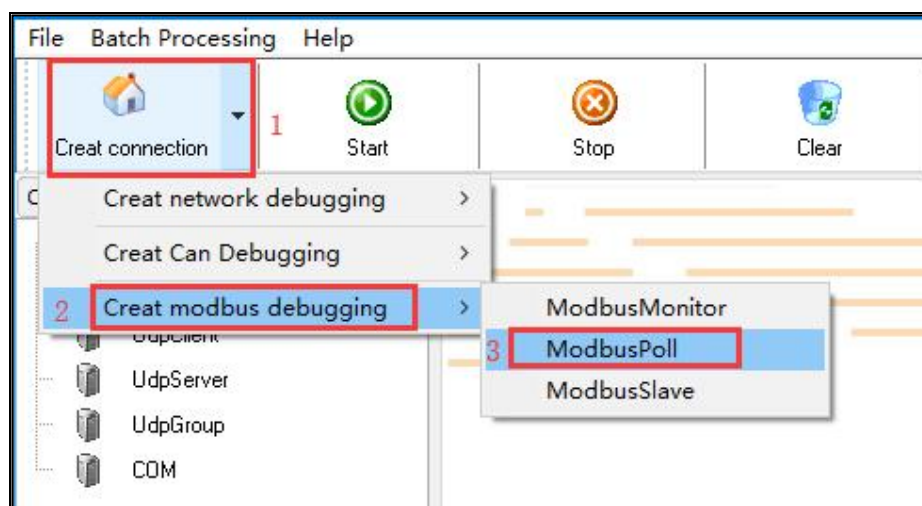 File Batch Processing Help
1
Creat connection Start Stop Clear
C
Creat network debugging >
Creat Can Debugging >
2 Creat modbus debugging >
ModbusMonitor
3 ModbusPoll
ModbusSlave
UdpClient
UdpServer
UdpGroup
COM